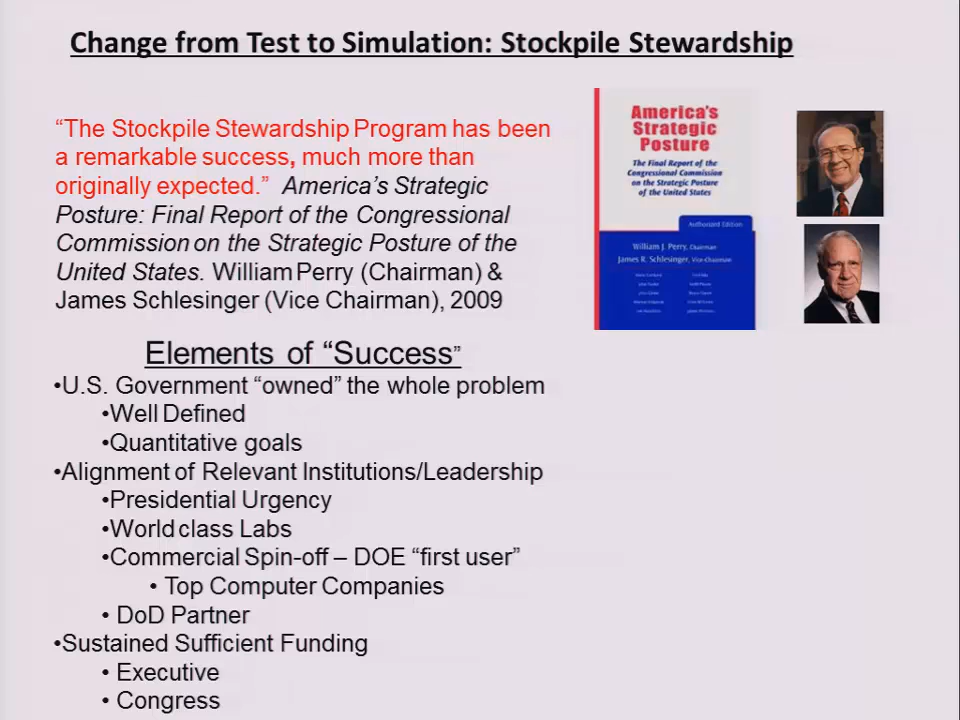 Change from Test to Simulation: Stockpile Stewardship
“The Stockpile Stewardship Program has been
a remarkable success, much more than
originally expected.” America’s Strategic
Posture: Final Report of the Congressional
Commission on the Strategic Posture of the
United States. William Perry (Chairman) &
James Schlesinger (Vice Chairman), 2009
America's
Strategic
Posture
The Final Report of the
Congressional Commission
on the Strategic Posture
of the United States
Authorized Edition
William J. Perry, Chairman
James R. Schlesinger, Vice-Chairman
Elements of “Success”
•U.S. Government “owned” the whole problem
•Well Defined
•Quantitative goals
•Alignment of Relevant Institutions/Leadership
•Presidential Urgency
•World class Labs
•Commercial Spin-off – DOE “first user”
• Top Computer Companies
• DoD Partner
•Sustained Sufficient Funding
• Executive
• Congress